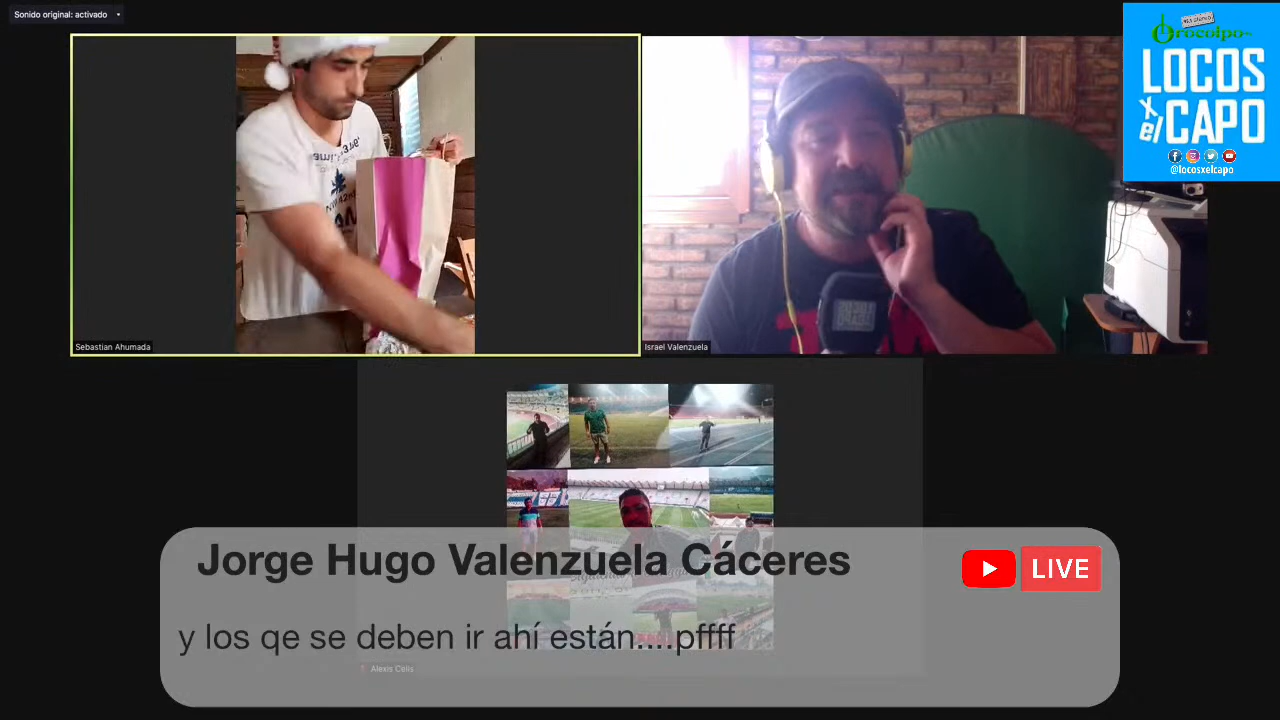 Sonido original: activado
LOCOS
x el CAPO
@locosxelcapo
Sebastian Ahumada
Israel Valenzuela
Jorge Hugo Valenzuela Cáceres
LIVE
y los qe se deben ir ahí están....pffff
Alexis Celis